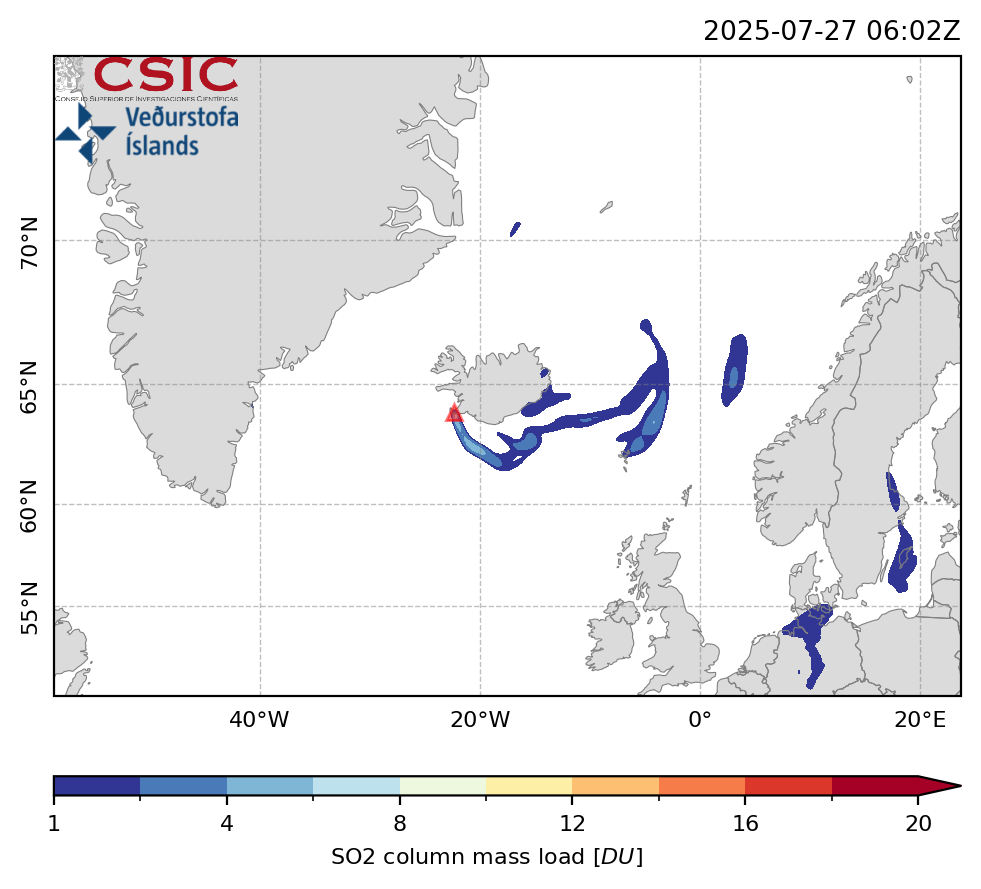 2025-07-27 06:02Z
CSIC
CONSEJO SUPERIOR DE INVESTIGACIONES CIENTÍFICAS
Veðurstofa
Íslands
70°N
65°N
60°N
55°N
40°W 20°W 0° 20°E
1 4 8 12 16 20
SO2 column mass load [DU]